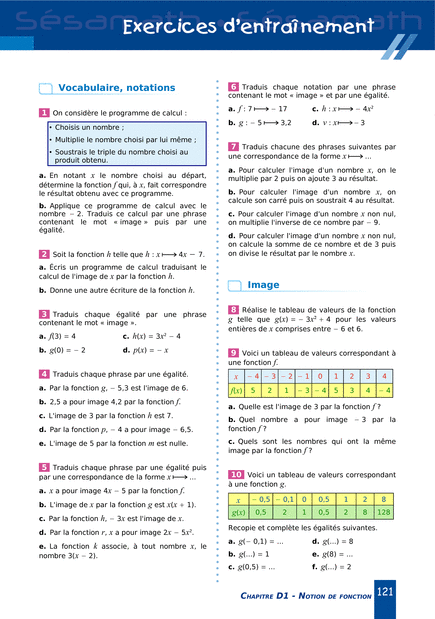 Sésamath
Exercices d'entraînement
Vocabulaire, notations
1 On considère le programme de calcul :
• Choisis un nombre ;
• Multiplie le nombre choisi par lui même ;
• Soustrais le triple du nombre choisi au
produit obtenu.
a. En notant x le nombre choisi au départ,
détermine la fonction f qui, à x, fait correspondre
le résultat obtenu avec ce programme.
b. Applique ce programme de calcul avec le
nombre − 2. Traduis ce calcul par une phrase
contenant le mot « image » puis par une
égalité.
2 Soit la fonction h telle que h : x ⟼ 4x − 7.
a. Écris un programme de calcul traduisant le
calcul de l'image de x par la fonction h.
b. Donne une autre écriture de la fonction h.
3 Traduis chaque égalité par une phrase
contenant le mot « image ».
a. f(3) = 4 c. h(x) = 3x² − 4
b. g(0) = − 2 d. p(x) = − x
4 Traduis chaque phrase par une égalité.
a. Par la fonction g, − 5,3 est l'image de 6.
b. 2,5 a pour image 4,2 par la fonction f.
c. L'image de 3 par la fonction h est 7.
d. Par la fonction p, − 4 a pour image − 6,5.
e. L'image de 5 par la fonction m est nulle.
5 Traduis chaque phrase par une égalité puis
par une correspondance de la forme x ⟼ ...
a. x a pour image 4x − 5 par la fonction f.
b. L'image de x par la fonction g est x(x + 1).
c. Par la fonction h, − 3x est l'image de x.
d. Par la fonction r, x a pour image 2x − 5x².
e. La fonction k associe, à tout nombre x, le
nombre 3(x − 2).
6 Traduis chaque notation par une phrase
contenant le mot « image » et par une égalité.
a. f : 7 ⟼ − 17 c. h : x ⟼ − 4x²
b. g : − 5 ⟼ 3,2 d. v : x ⟼ − 3
7 Traduis chacune des phrases suivantes par
une correspondance de la forme x ⟼ ...
a. Pour calculer l'image d'un nombre x, on le
multiplie par 2 puis on ajoute 3 au résultat.
b. Pour calculer l'image d'un nombre x, on
calcule son carré puis on soustrait 4 au résultat.
c. Pour calculer l'image d'un nombre x non nul,
on multiplie l'inverse de ce nombre par − 9.
d. Pour calculer l'image d'un nombre x non nul,
on calcule la somme de ce nombre et de 3 puis
on divise le résultat par le nombre x.
Image
8 Réalise le tableau de valeurs de la fonction
g telle que g(x) = − 3x² + 4 pour les valeurs
entières de x comprises entre − 6 et 6.
9 Voici un tableau de valeurs correspondant à
une fonction f.
x − 4 − 3 − 2 − 1 0 1 2 3 4
f(x) 5 2 1 − 3 − 4 5 3 4 − 4
a. Quelle est l'image de 3 par la fonction f ?
b. Quel nombre a pour image − 3 par la
fonction f ?
c. Quels sont les nombres qui ont la même
image par la fonction f ?
10 Voici un tableau de valeurs correspondant
à une fonction g.
x − 0,5 − 0,1 0 0,5 1 2 8
g(x) 0,5 2 1 0,5 2 8 128
Recopie et complète les égalités suivantes.
a. g(− 0,1) = ... d. g(...) = 8
b. g(...) = 1 e. g(8) = ...
c. g(0,5) = ... f. g(...) = 2
CHAPITRE D1 - NOTION DE FONCTION 121